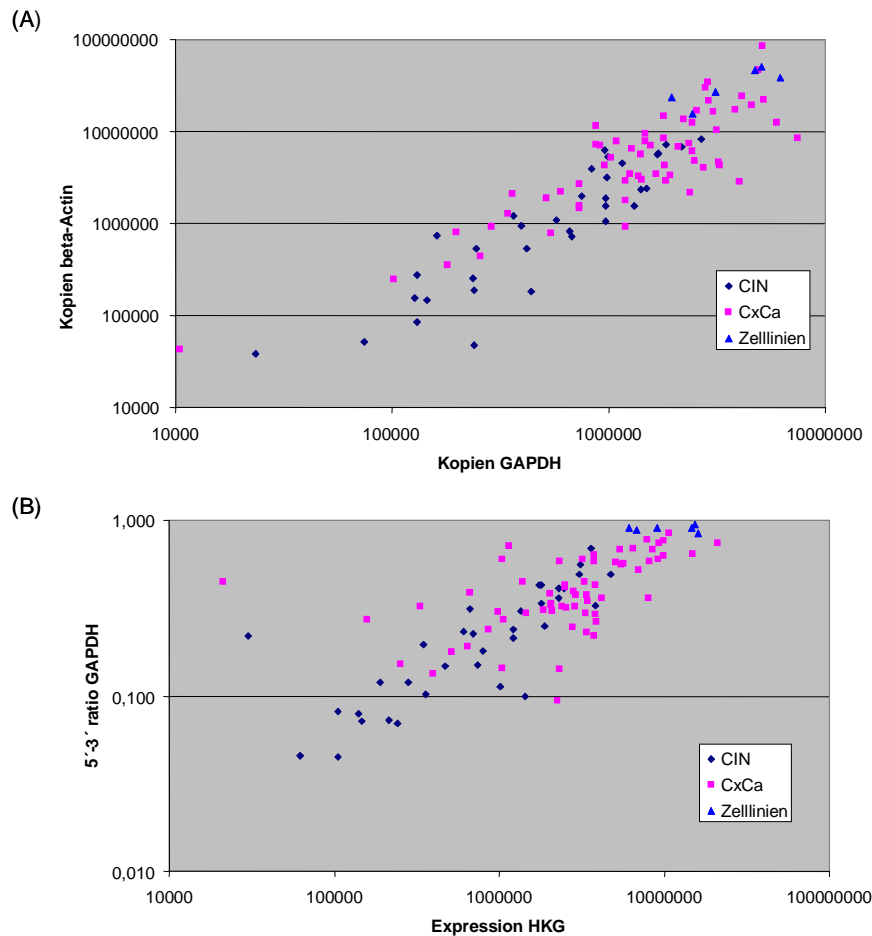 (A)
100000000
10000000
1000000
100000
10000
Kopien beta-Actin
10000 100000 1000000 10000000
Kopien GAPDH
CIN
CxCa
Zelllinien
(B)
1,000
0,100
0,010
5´-3´ ratio GAPDH
10000 100000 1000000 10000000 100000000
Expression HKG
CIN
CxCa
Zelllinien